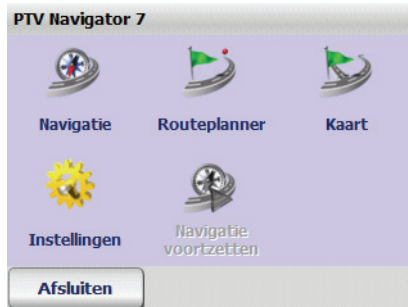 PTV Navigator 7
Navigatie Routeplanner Kaart
Instellingen Navigatie voortzetten
Afsluiten